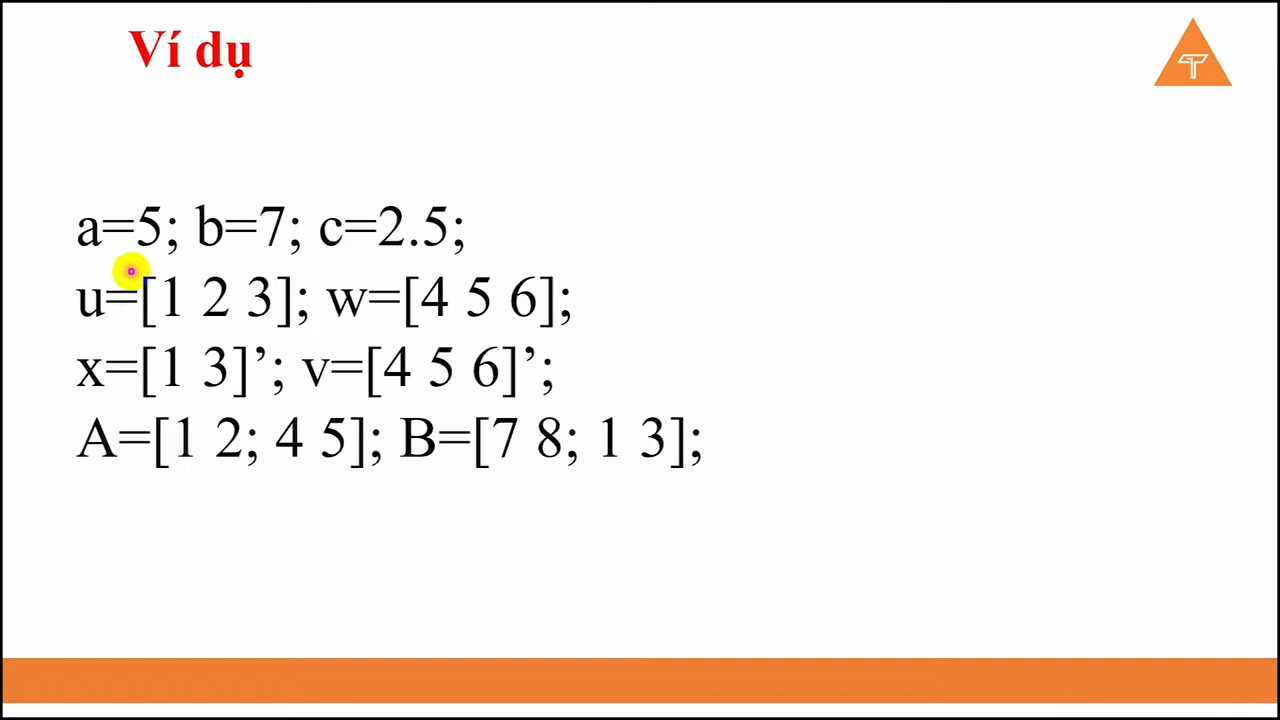 Ví dụ
a=5; b=7; c=2.5;
u=[1 2 3]; w=[4 5 6];
x=[1 3]’; v=[4 5 6]’;
A=[1 2; 4 5]; B=[7 8; 1 3];